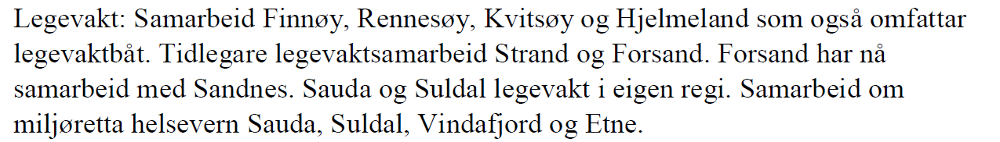 Legevakt: Samarbeid Finnøy, Rennesøy, Kvitsøy og Hjelmeland som også omfattar
legevaktbåt. Tidlegare legevaktsamarbeid Strand og Forsand. Forsand har nå
samarbeid med Sandnes. Sauda og Suldal legevakt i eigen regi. Samarbeid om
miljøretta helsevern Sauda, Suldal, Vindafjord og Etne.